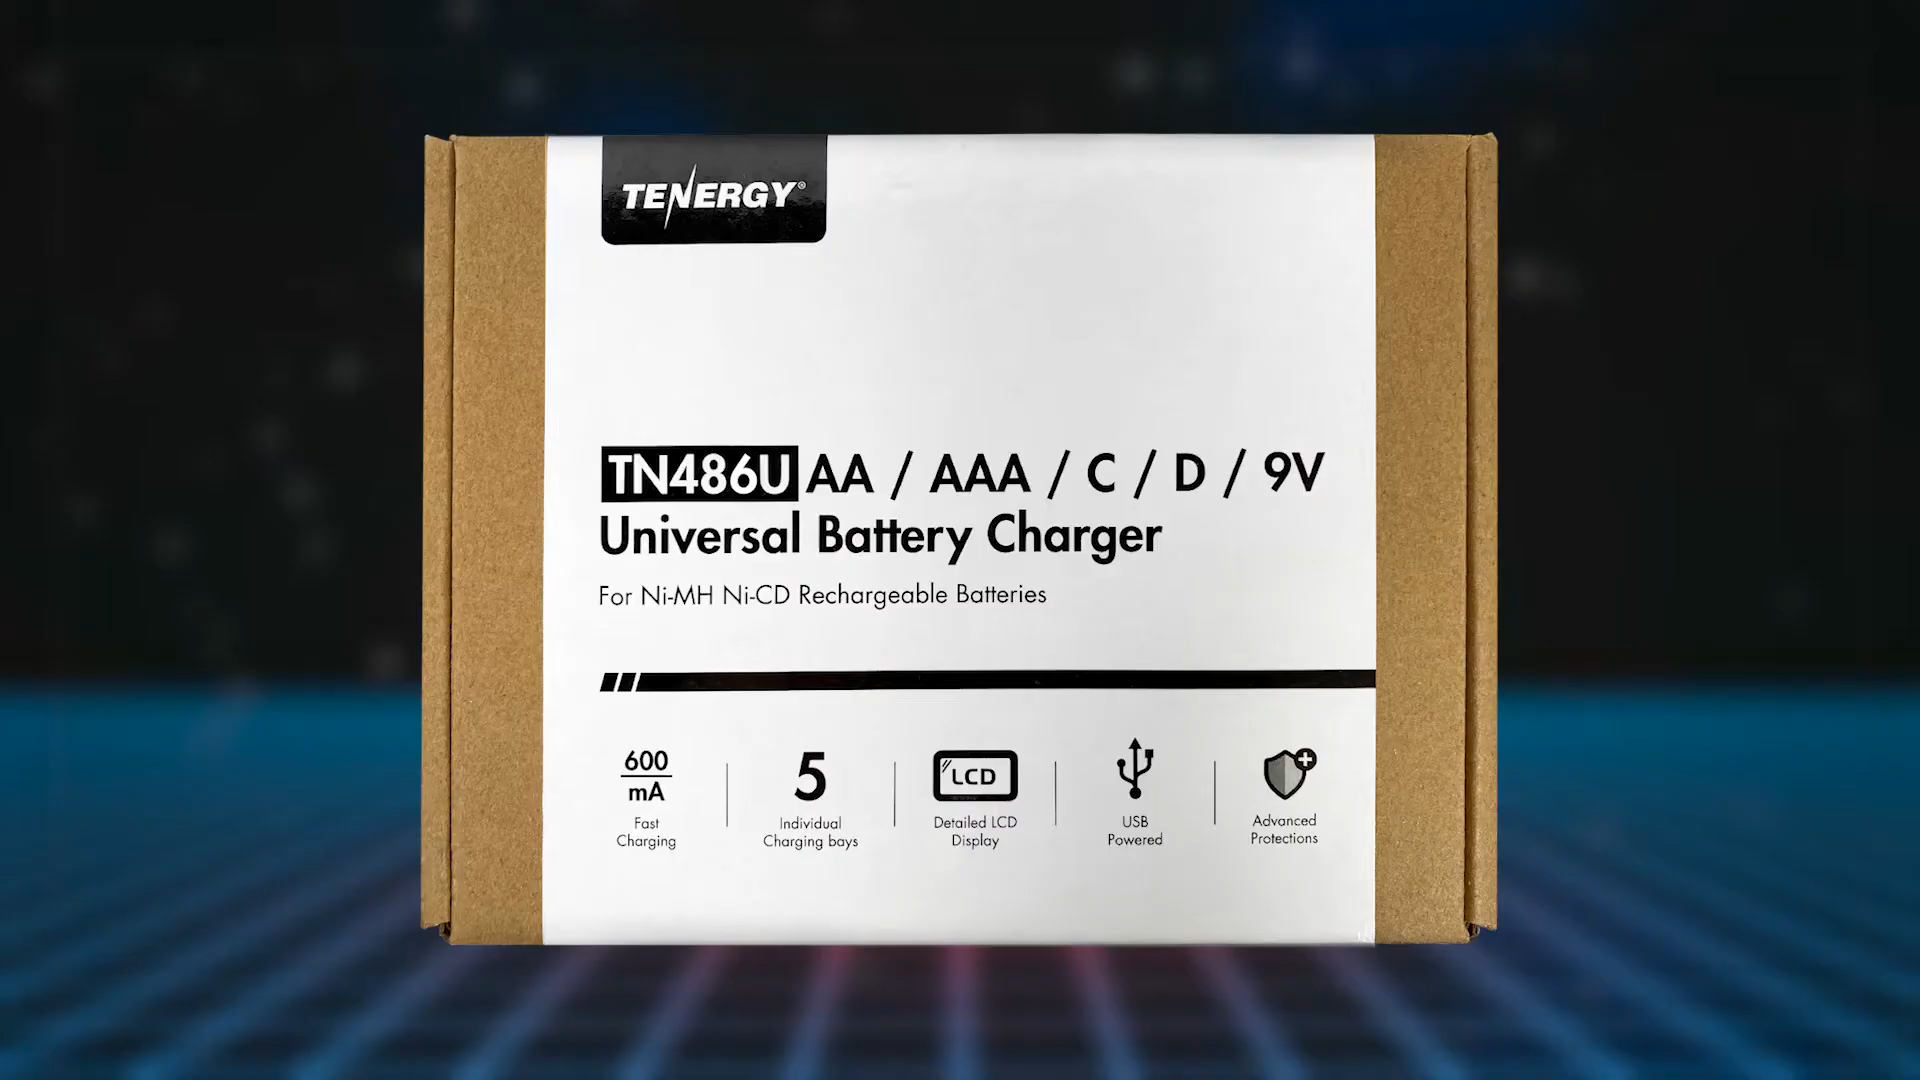 TENERGY®
TN486U AA / AAA / C / D / 9V
Universal Battery Charger
For Ni-MH Ni-CD Rechargeable Batteries
600
mA
Fast
Charging
5
Individual
Charging bays
LCD
Detailed LCD
Display
USB
Powered
Advanced
Protections